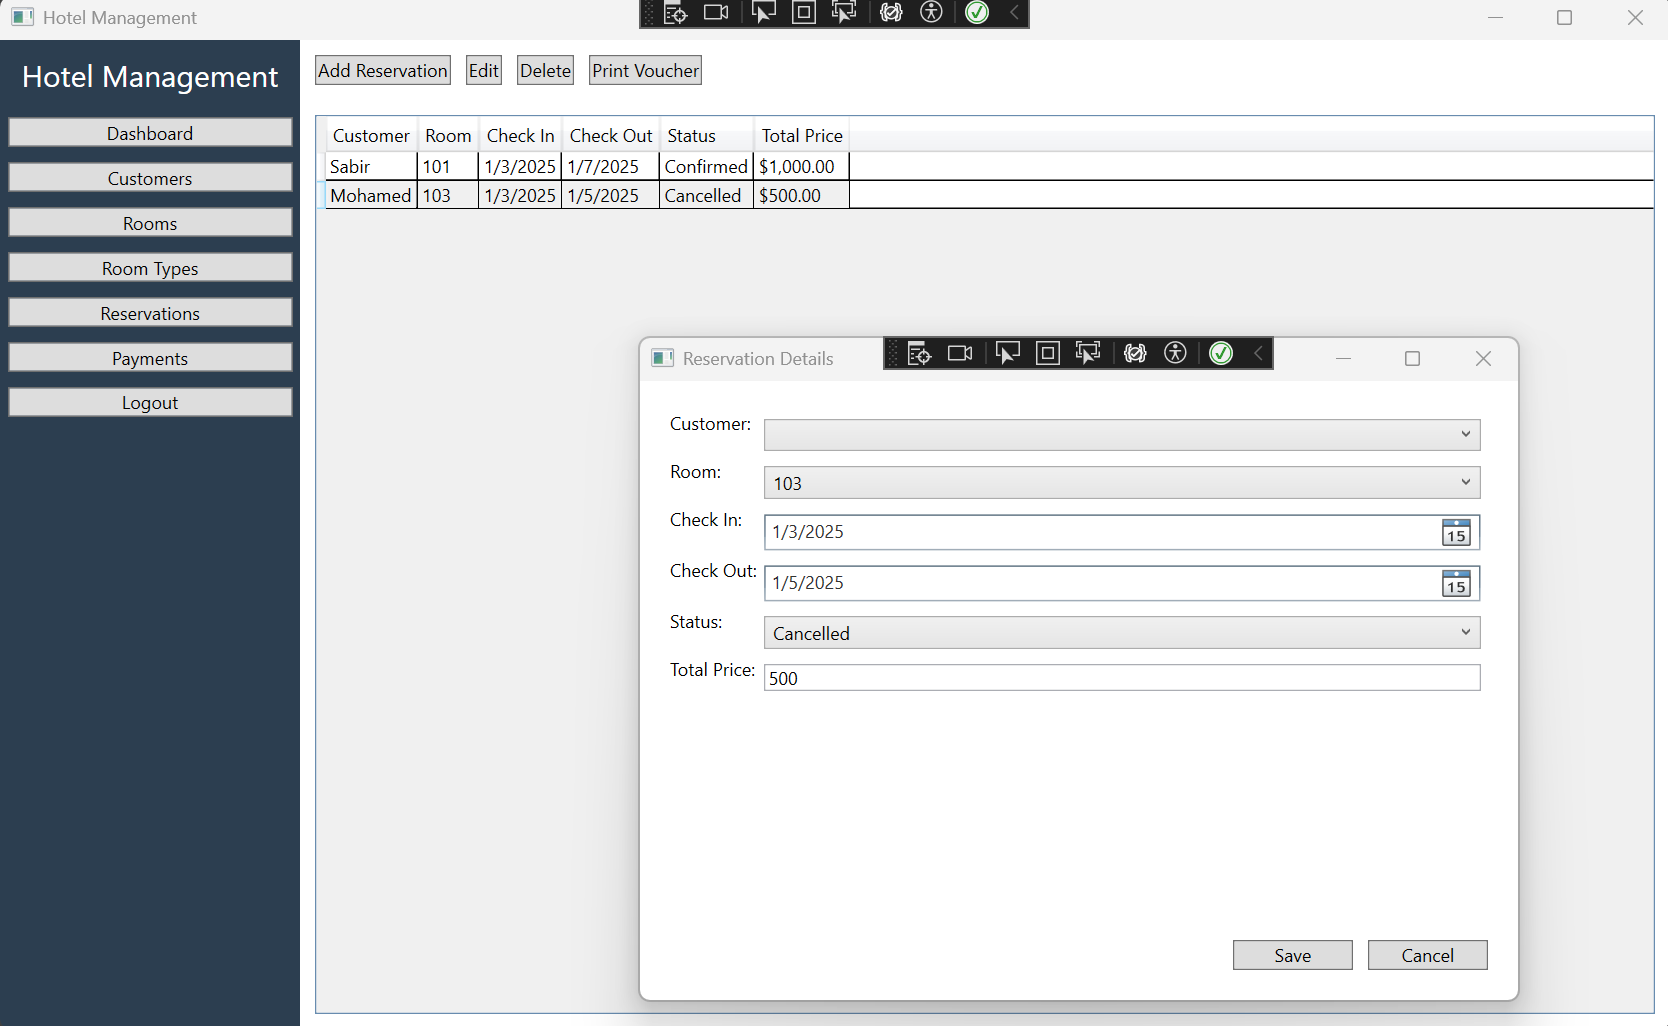 Hotel Management
Hotel Management
Dashboard
Customers
Rooms
Room Types
Reservations
Payments
Logout
Add Reservation Edit Delete Print Voucher
Customer Room Check In Check Out Status Total Price
Sabir 101 1/3/2025 1/7/2025 Confirmed $1,000.00
Mohamed 103 1/3/2025 1/5/2025 Cancelled $500.00
Reservation Details
Customer:
Room: 103
Check In: 1/3/2025 15
Check Out: 1/5/2025 15
Status: Cancelled
Total Price: 500
Save Cancel